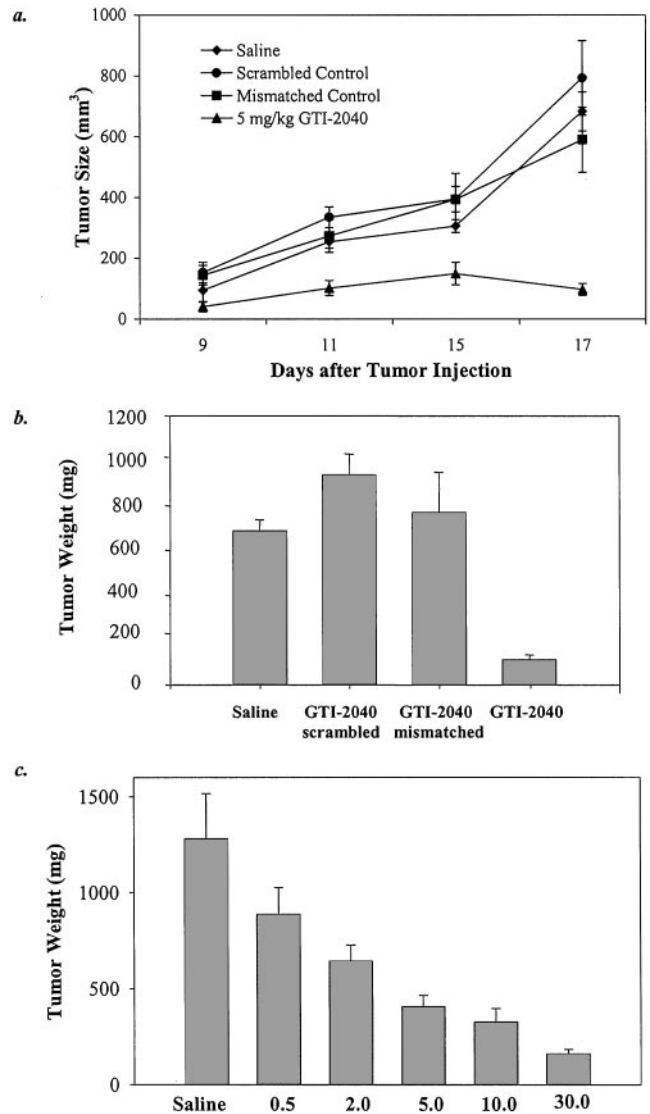 a.
1000
800
600
400
200
0
Tumor Size (mm³)
Saline
Scrambled Control
Mismatched Control
5 mg/kg GTI-2040
9 11 15 17
Days after Tumor Injection
b.
1200
1000
800
600
400
200
0
Tumor Weight (mg)
Saline GTI-2040 GTI-2040 GTI-2040
scrambled mismatched
c.
1500
1000
500
0
Tumor Weight (mg)
Saline 0.5 2.0 5.0 10.0 30.0